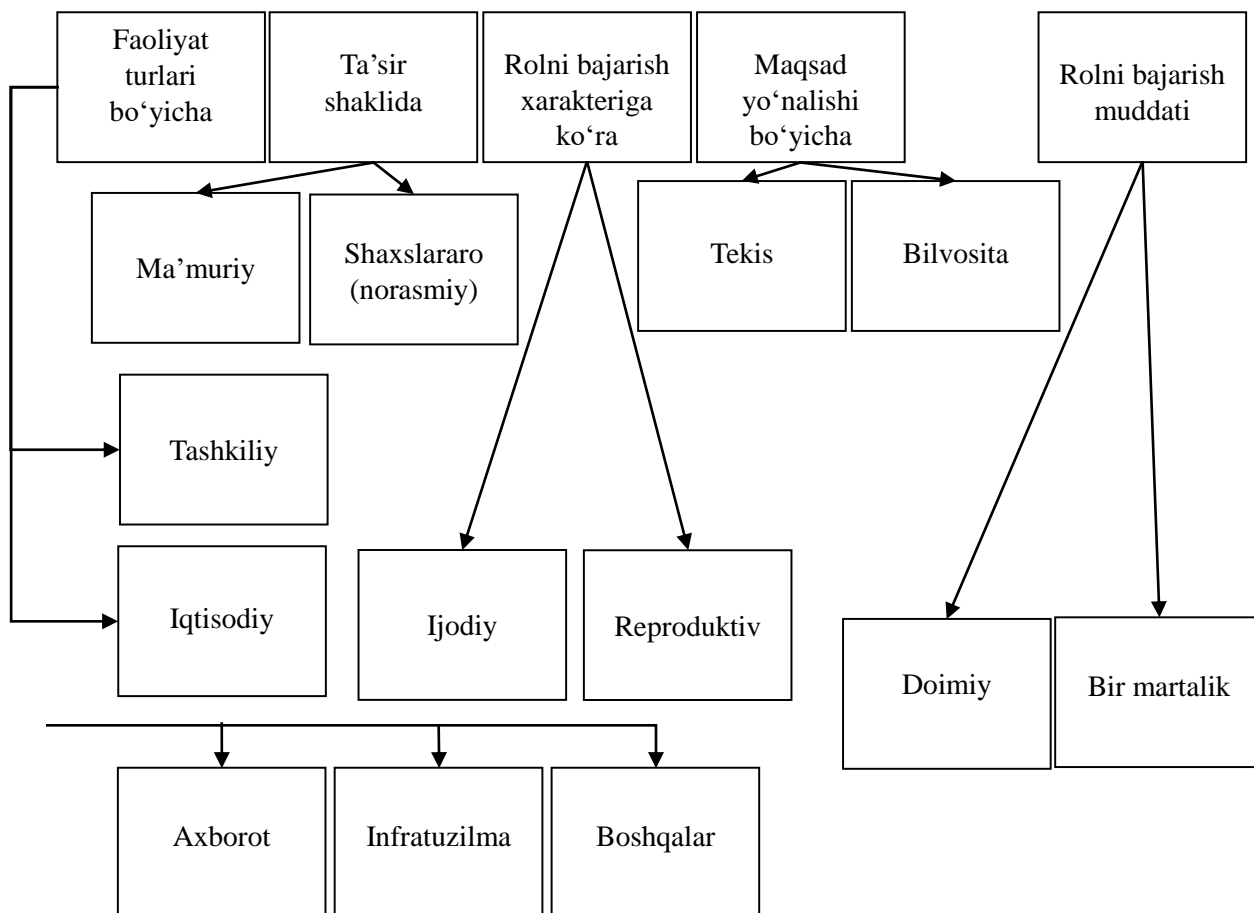 Faoliyat
turlari
bo‘yicha
Ta’sir
shaklida
Rolni bajarish
xarakteriga
ko‘ra
Maqsad
yo‘nalishi
bo‘yicha
Rolni bajarish
muddati
Ma’muriy
Shaxslararo
(norasmiy)
Tekis
Bilvosita
Tashkiliy
Iqtisodiy
Ijodiy
Reproduktiv
Doimiy
Bir martalik
Axborot
Infratuzilma
Boshqalar